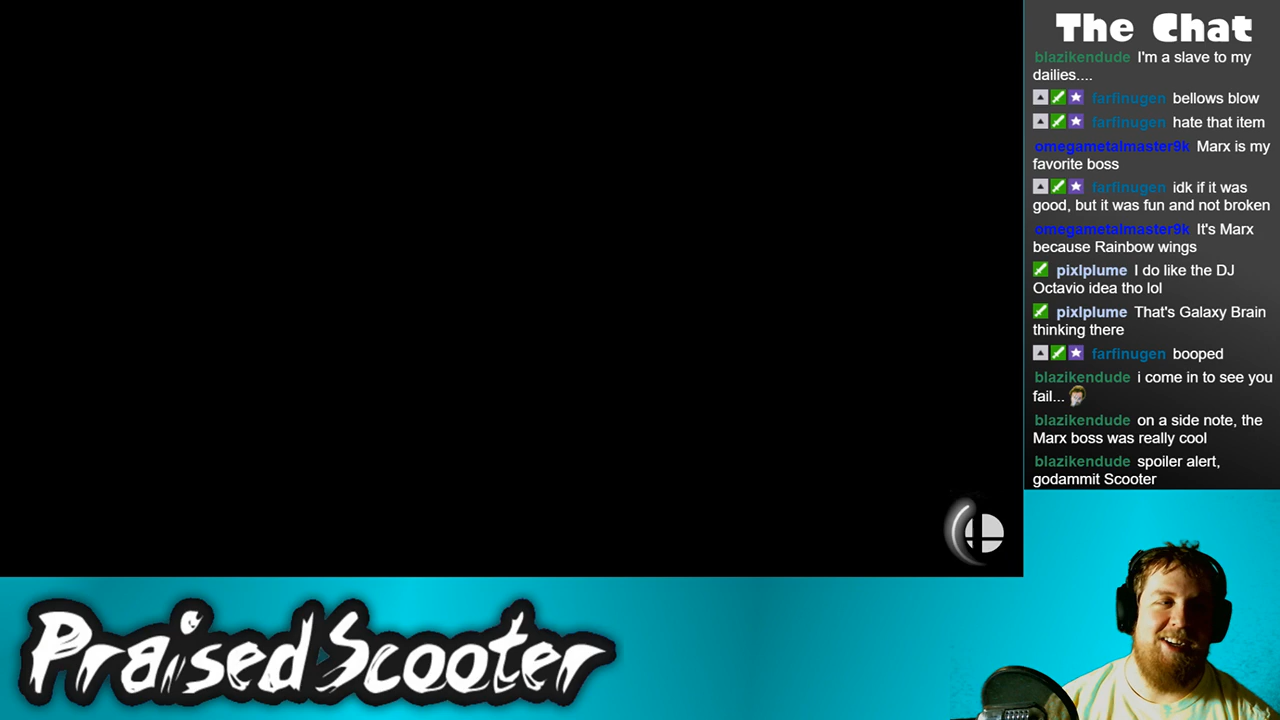 The Chat
blazikendude I'm a slave to my
dailies....
farfinugen bellows blow
farfinugen hate that item
omegametalmaster9k Marx is my
favorite boss
farfinugen idk if it was
good, but it was fun and not broken
omegametalmaster9k It's Marx
because Rainbow wings
pixlplume I do like the DJ
Octavio idea tho lol
pixlplume That's Galaxy Brain
thinking there
farfinugen booped
blazikendude i come in to see you
fail...
blazikendude on a side note, the
Marx boss was really cool
blazikendude spoiler alert,
godammit Scooter
PraisedScooter